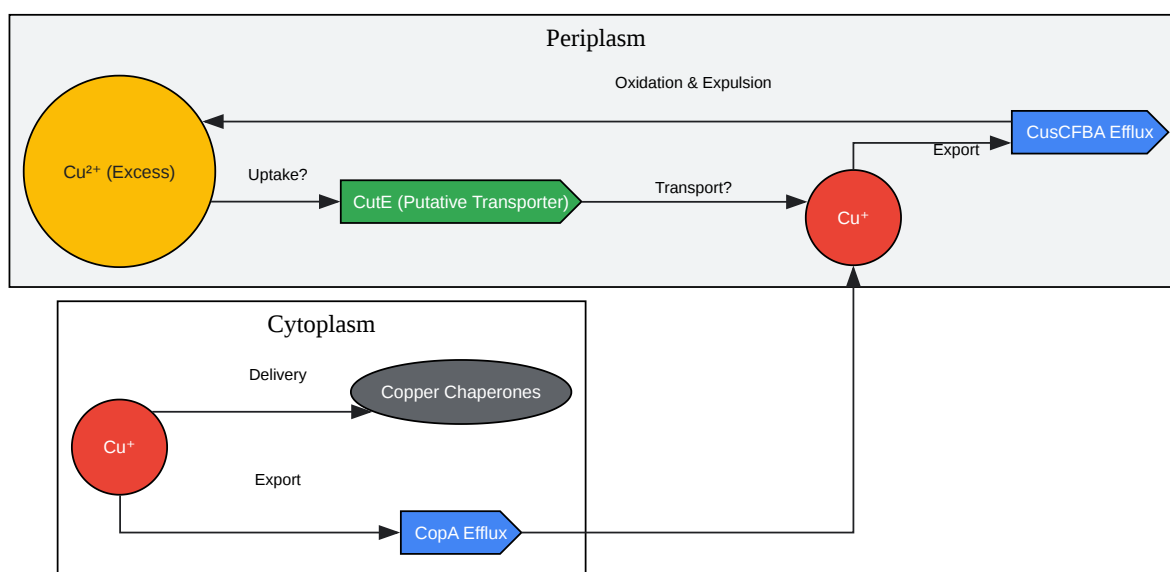 Periplasm
Oxidation & Expulsion
CusCFBA Efflux
Export
Cu²⁺ (Excess)
Uptake?
CutE (Putative Transporter)
Transport?
Cu⁺
Cytoplasm
Delivery
Copper Chaperones
Cu⁺
Export
CopA Efflux